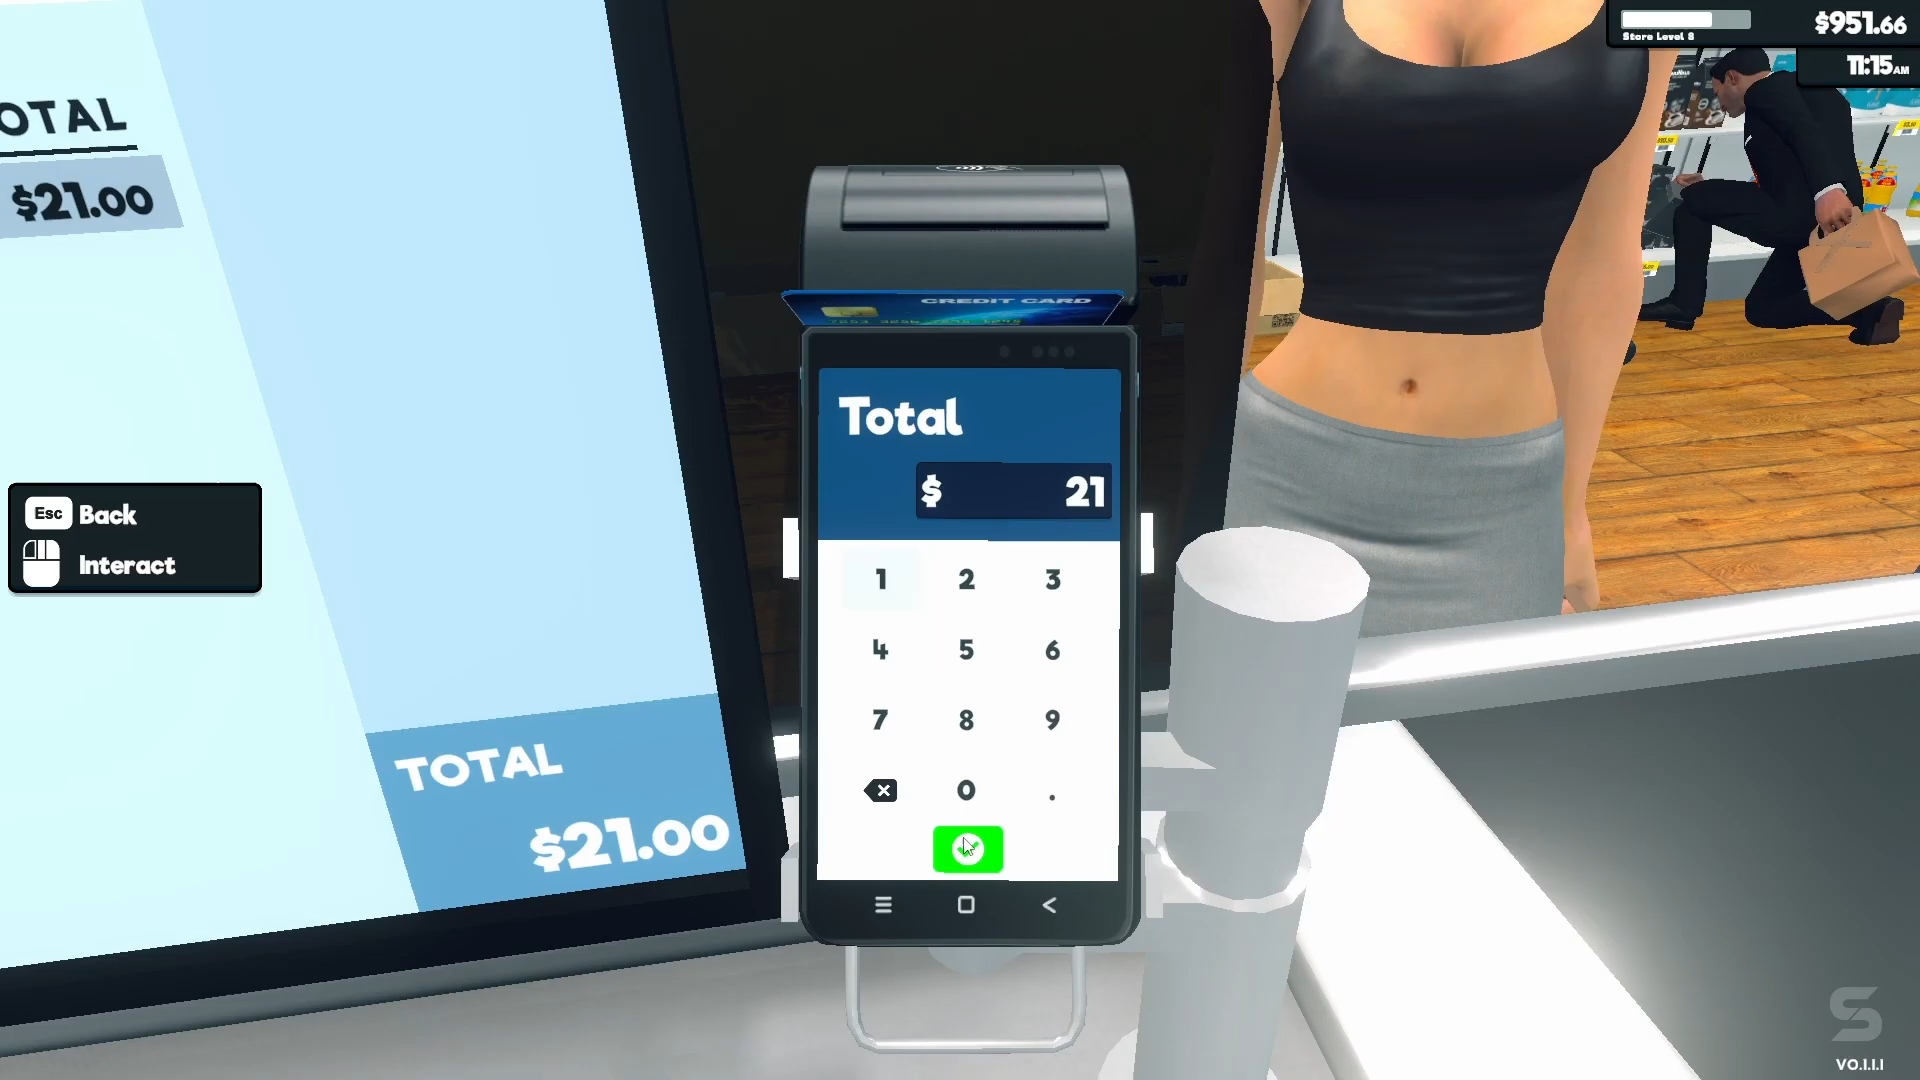 $951.66
Store Level 8
11:15AM
OTAL
$21.00
CREDIT CARD
Total
$ 21
1 2 3
4 5 6
7 8 9
0 .
Esc Back
Interact
TOTAL
$21.00
V0.1.1.1